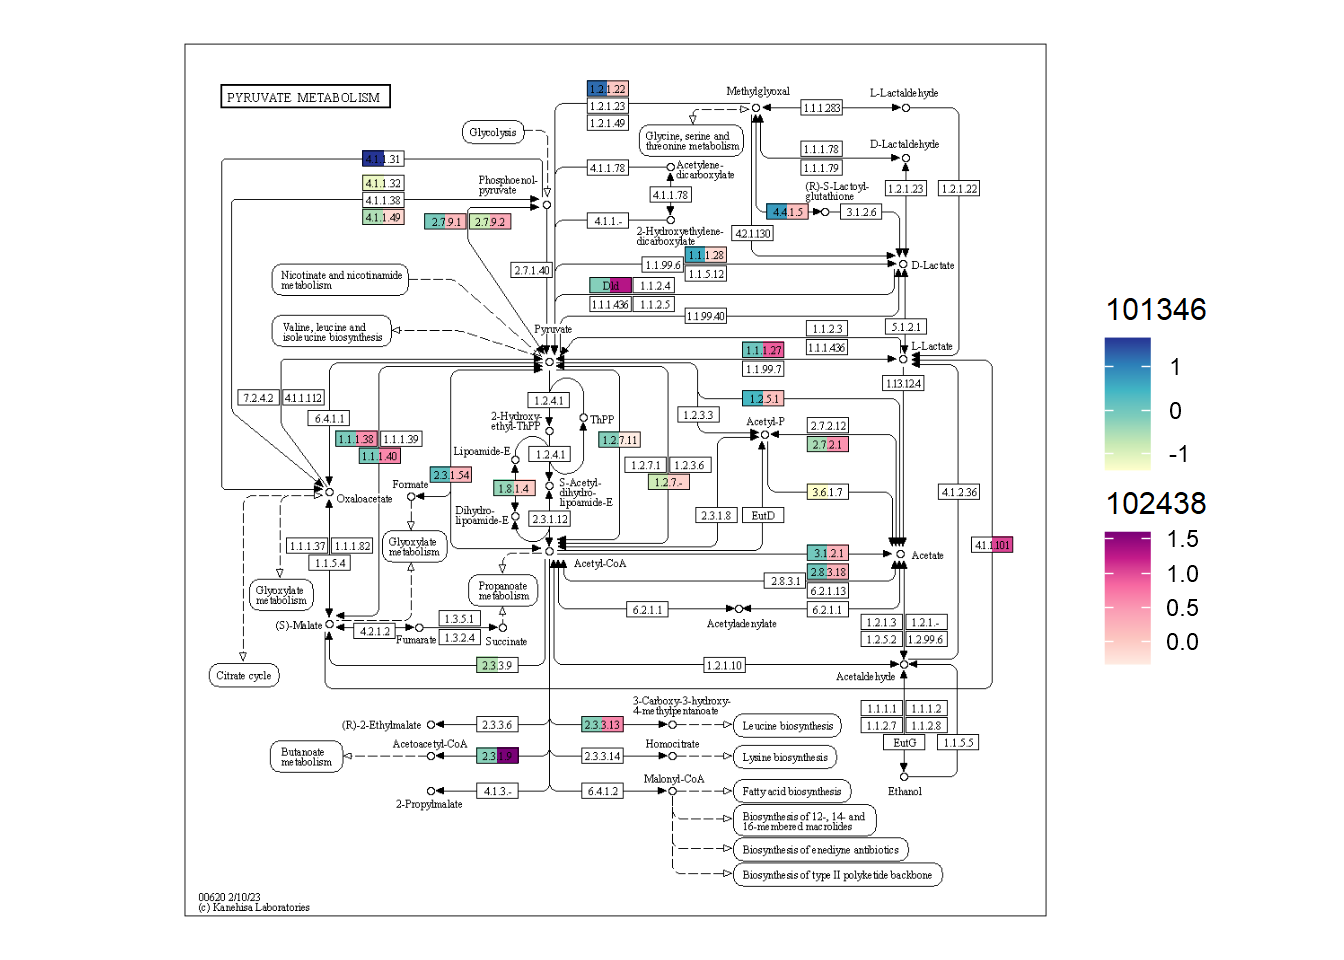 PYRUVATE METABOLISM
1.2.1.22
1.2.1.23
1.2.1.49
Methylglyoxal
1.1.1.283
L-Lactaldehyde
Glycolysis
Glycine, serine and
threonine metabolism
D-Lactaldehyde
1.1.1.78
1.1.1.79
4.1.1.31
4.1.1.32
4.1.1.38
4.1.1.49
Phosphoenol-
pyruvate
4.1.1.78
Acetylene-
dicarboxylate
4.1.1.78
(R)-S-Lactoyl-
glutathione
1.2.1.23
1.2.1.22
2.7.9.1
2.7.9.2
4.1.1.-
2-Hydroxyethylene-
dicarboxylate
4.4.1.5
3.1.2.6
4.2.1.130
Nicotinate and nicotinamide
metabolism
2.7.1.40
1.1.99.6
1.1.1.28
1.1.5.12
D-Lactate
Dld
1.1.2.4
1.1.1.436
1.1.2.5
1.1.99.40
Valine, leucine and
isoleucine biosynthesis
Pyruvate
1.1.2.3
1.1.1.436
5.1.2.1
L-Lactate
1.1.1.27
1.1.99.7
1.13.12.4
7.2.4.2
4.1.1.112
6.4.1.1
1.2.4.1
2-Hydroxy-
ethyl-ThPP
ThPP
1.2.3.3
1.2.5.1
Acetyl-P
2.7.2.12
2.7.2.1
1.1.1.38
1.1.1.39
1.1.1.40
Lipoamide-E
1.2.4.1
1.2.7.11
1.2.7.1
1.2.3.6
1.2.7.-
2.3.1.54
Formate
1.8.1.4
S-Acetyl-
dihydro-
lipoamide-E
3.6.1.7
4.1.2.36
Oxaloacetate
Dihydro-
lipoamide-E
2.3.1.12
2.3.1.8
EutD
1.1.1.37
1.1.1.82
1.1.5.4
Glyoxylate
metabolism
Acetyl-CoA
3.1.2.1
Acetate
4.1.1.101
2.8.3.1
2.8.3.18
6.2.1.13
Glyoxylate
metabolism
Propanoate
metabolism
6.2.1.1
Acetyladenylate
6.2.1.1
(S)-Malate
4.2.1.2
Fumarate
1.3.5.1
1.3.2.4
Succinate
1.2.1.3
1.2.1.-
1.2.5.2
1.2.99.6
Citrate cycle
2.3.3.9
1.2.1.10
Acetaldehyde
(R)-2-Ethylmalate
2.3.3.6
2.3.3.13
3-Carboxy-3-hydroxy-
4-methylpentanoate
Leucine biosynthesis
1.1.1.1
1.1.1.2
1.1.2.7
1.1.2.8
EutG
1.1.5.5
Butanoate
metabolism
Acetoacetyl-CoA
2.3.1.9
2.3.3.14
Homocitrate
Lysine biosynthesis
Ethanol
2-Propylmalate
4.1.3.-
6.4.1.2
Malonyl-CoA
Fatty acid biosynthesis
Biosynthesis of 12-, 14- and
16-membered macrolides
Biosynthesis of enediyne antibiotics
Biosynthesis of type II polyketide backbone
00620 2/10/23
(c) Kanehisa Laboratories
101346
1
0
-1
102438
1.5
1.0
0.5
0.0